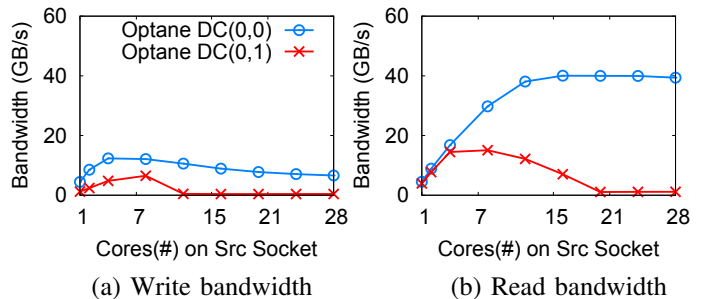 60
40
20
0
Bandwidth (GB/s)
Optane DC(0,0)
Optane DC(0,1)
1 7 15 21 28
Cores(#) on Src Socket
(a) Write bandwidth
60
40
20
0
Bandwidth (GB/s)
1 7 15 21 28
Cores(#) on Src Socket
(b) Read bandwidth